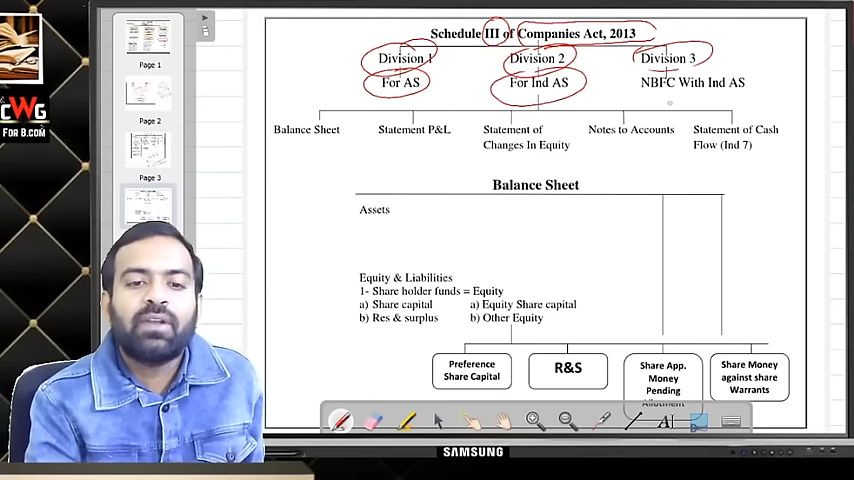 Schedule III of Companies Act, 2013
Division 1 Division 2 Division 3
For AS For Ind AS NBFC With Ind AS
Balance Sheet Statement P&L Statement of Changes In Equity Notes to Accounts Statement of Cash Flow (Ind 7)
Balance Sheet
Assets
Equity & Liabilities
1- Share holder funds = Equity
a) Share capital a) Equity Share capital
b) Res & surplus b) Other Equity
Preference Share Capital
R&S
Share App. Money Pending Allotment
Share Money against share Warrants
Page 1
Page 2
Page 3
CWG
FOR B.COM
SAMSUNG